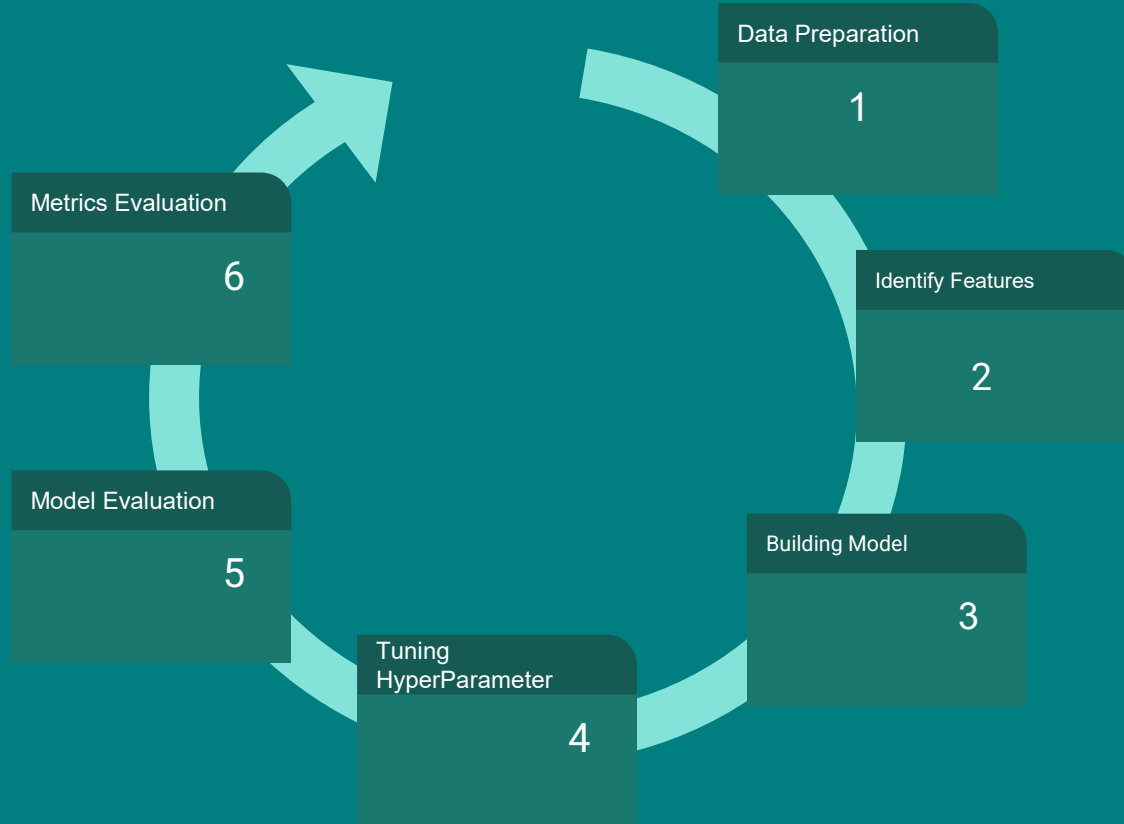 Data Preparation
1
Identify Features
2
Building Model
3
Tuning
HyperParameter
4
Model Evaluation
5
Metrics Evaluation
6